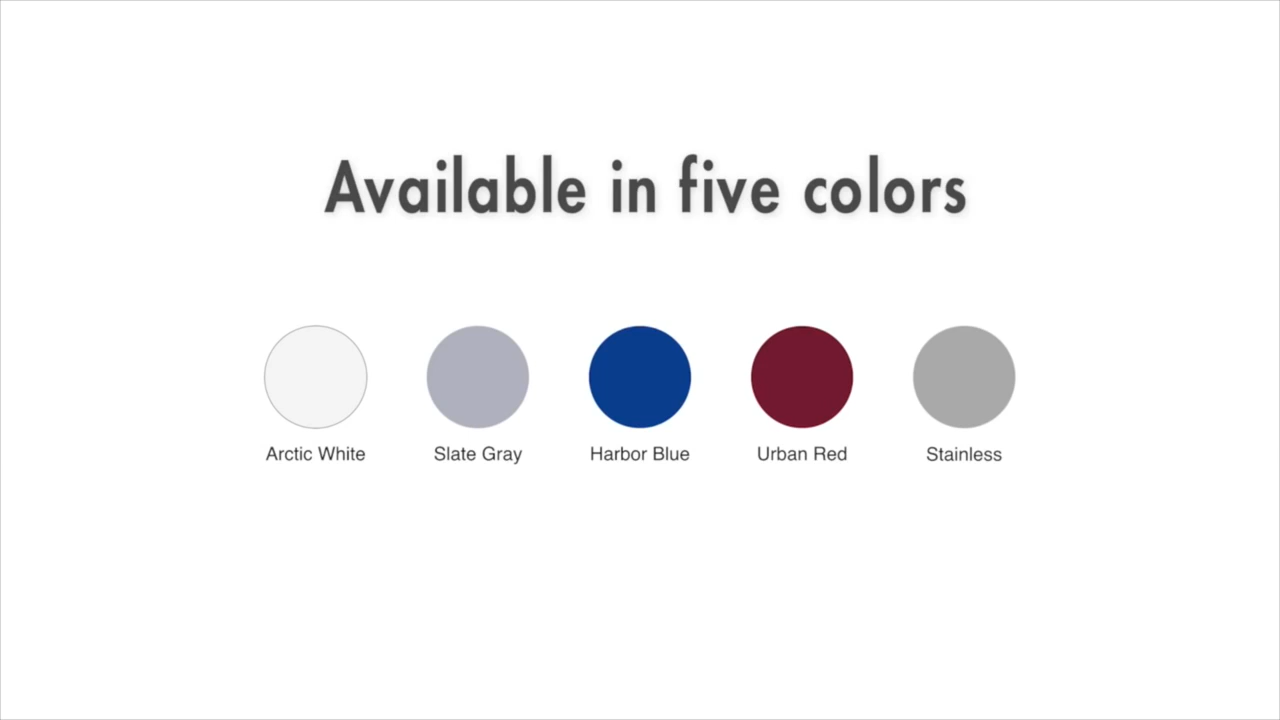 Available in five colors
Arctic White
Slate Gray
Harbor Blue
Urban Red
Stainless